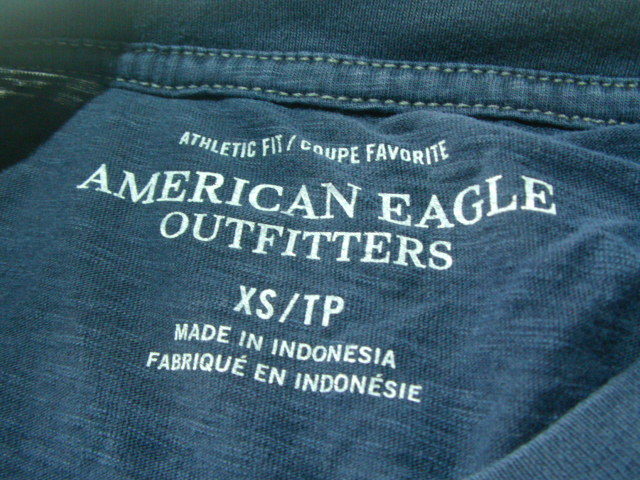 ATHLETIC FIT / COUPE FAVORITE
AMERICAN EAGLE
OUTFITTERS
XS/TP
MADE IN INDONESIA
FABRIQUÉ EN INDONÉSIE